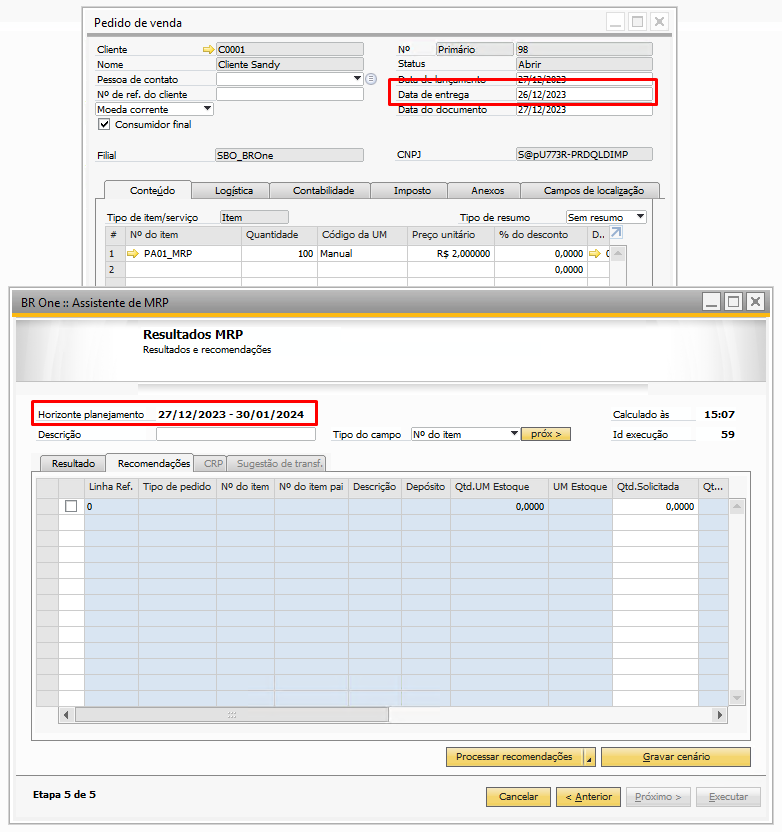 Pedido de venda
Cliente C0001 Nº Primário 98
Nome Cliente Sandy Status Abrir
Pessoa de contato Data de lançamento 27/12/2023
Nº de ref. do cliente Data de entrega 26/12/2023
Moeda corrente Data do documento 27/12/2023
Consumidor final
Filial SBO_BROne CNPJ S@pU773R-PRDQLDIMP
Conteúdo Logística Contabilidade Imposto Anexos Campos de localização
Tipo de item/serviço Item Tipo de resumo Sem resumo
# Nº do item Quantidade Código da UM Preço unitário % do desconto D..
1 PA01_MRP 100 Manual R$ 2,000000 0,0000
2 0,0000
BR One :: Assistente de MRP
Resultados MRP
Resultados e recomendações
Horizonte planejamento 27/12/2023 - 30/01/2024 Calculado às 15:07
Descrição Tipo do campo Nº do item próx > Id execução 59
Resultado Recomendações CRP Sugestão de transf.
Linha Ref. Tipo de pedido Nº do item Nº do item pai Descrição Depósito Qtd.UM Estoque UM Estoque Qtd.Solicitada Qt...
0 0,0000 0,0000
Processar recomendações Gravar cenário
Etapa 5 de 5 Cancelar < Anterior Próximo > Executar